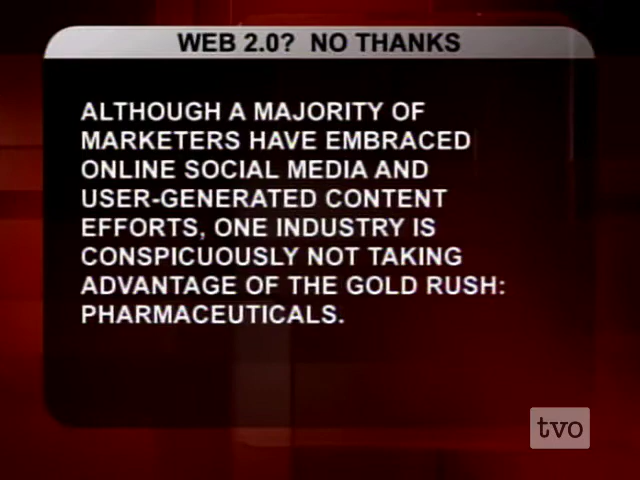 WEB 2.0?  NO THANKS
ALTHOUGH A MAJORITY OF
MARKETERS HAVE EMBRACED
ONLINE SOCIAL MEDIA AND
USER-GENERATED CONTENT
EFFORTS, ONE INDUSTRY IS
CONSPICUOUSLY NOT TAKING
ADVANTAGE OF THE GOLD RUSH:
PHARMACEUTICALS.
tvo